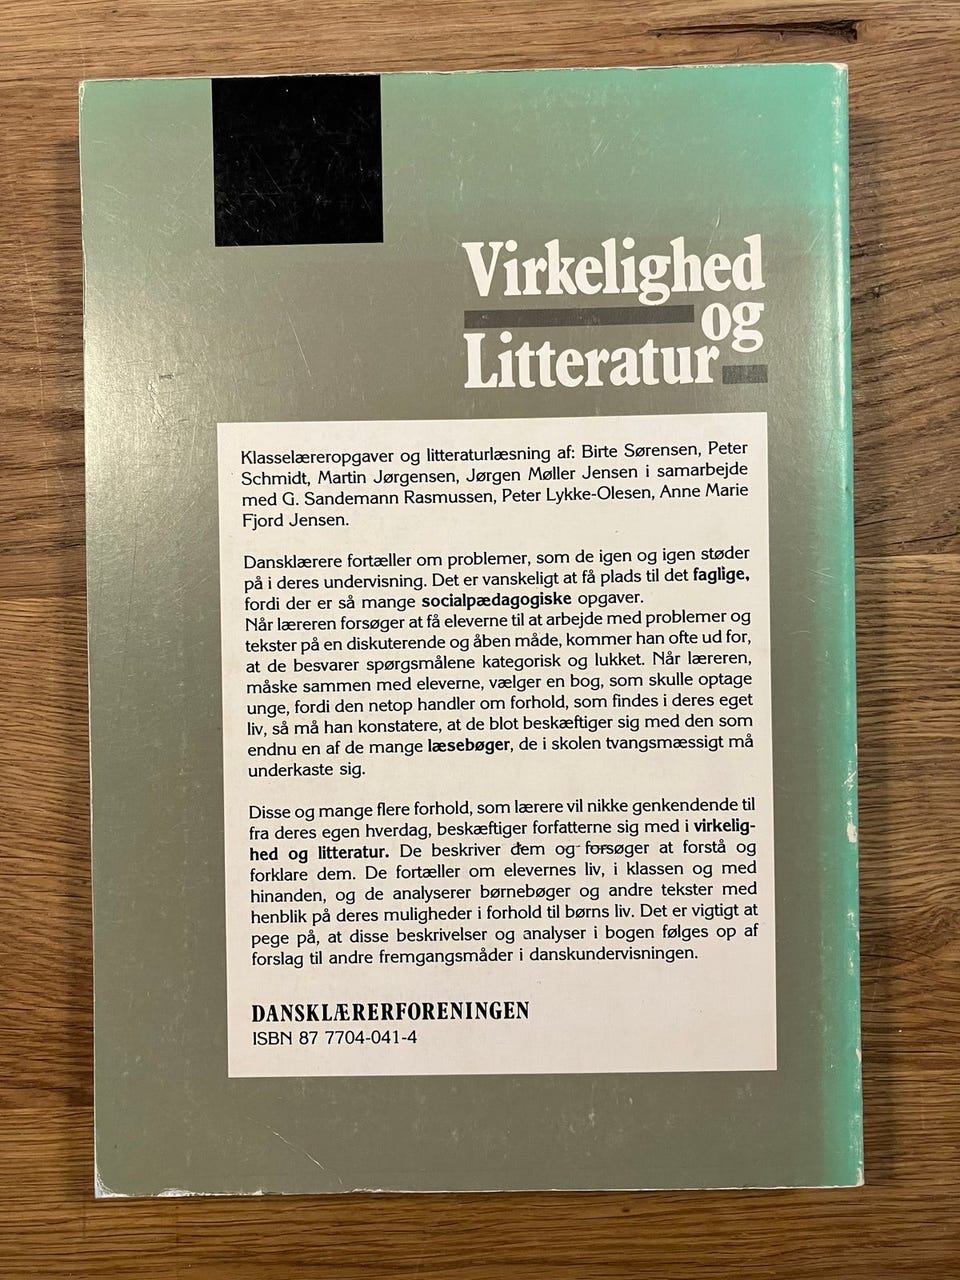 Virkelighed
og
Litteratur
Klasselæreropgaver og litteraturlæsning af: Birte Sørensen, Peter
Schmidt, Martin Jørgensen, Jørgen Møller Jensen i samarbejde
med G. Sandemann Rasmussen, Peter Lykke-Olesen, Anne Marie
Fjord Jensen.
Dansklærere fortæller om problemer, som de igen og igen støder
på i deres undervisning. Det er vanskeligt at få plads til det faglige,
fordi der er så mange socialpædagogiske opgaver.
Når læreren forsøger at få eleverne til at arbejde med problemer og
tekster på en diskuterende og åben måde, kommer han ofte ud for,
at de besvarer spørgsmålene kategorisk og lukket. Når læreren,
måske sammen med eleverne, vælger en bog, som skulle optage
unge, fordi den netop handler om forhold, som findes i deres eget
liv, så må han konstatere, at de blot beskæftiger sig med den som
endnu en af de mange læsebøger, de i skolen tvangsmæssigt må
underkaste sig.
Disse og mange flere forhold, som lærere vil nikke genkendende til
fra deres egen hverdag, beskæftiger forfatterne sig med i virkelig-
hed og litteratur. De beskriver dem og forsøger at forstå og
forklare dem. De fortæller om elevernes liv, i klassen og med
hinanden, og de analyserer børnebøger og andre tekster med
henblik på deres muligheder i forhold til børns liv. Det er vigtigt at
pege på, at disse beskrivelser og analyser i bogen følges op af
forslag til andre fremgangsmåder i danskundervisningen.
DANSKLÆRERFORENINGEN
ISBN 87 7704-041-4